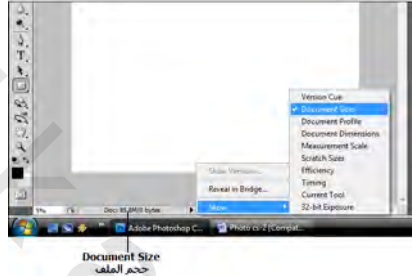 Version Cue
Document Sizes
Document Profile
Document Dimensions
Measurement Scale
Scratch Sizes
Efficiency
Timing
Current Tool
32-bit Exposure
Show Versions...
Reveal in Bridge...
Show
Adobe Photoshop C...
Photo cs-2 [Compat...
Document Size
حجم الملف